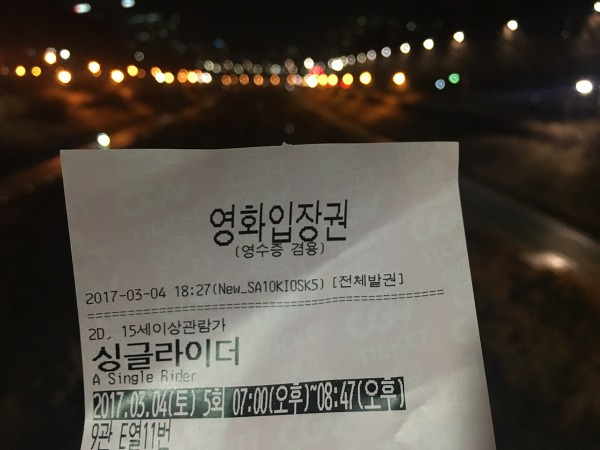 영화입장권
(영수증 겸용)
2017-03-04 18:27(New_SA10KIOSK5) [전체발권]
================================================
2D, 15세이상관람가
싱글라이더
A Single Rider
2017.03.04(토) 5회 07:00(오후)~08:47(오후)
9관 E열11번